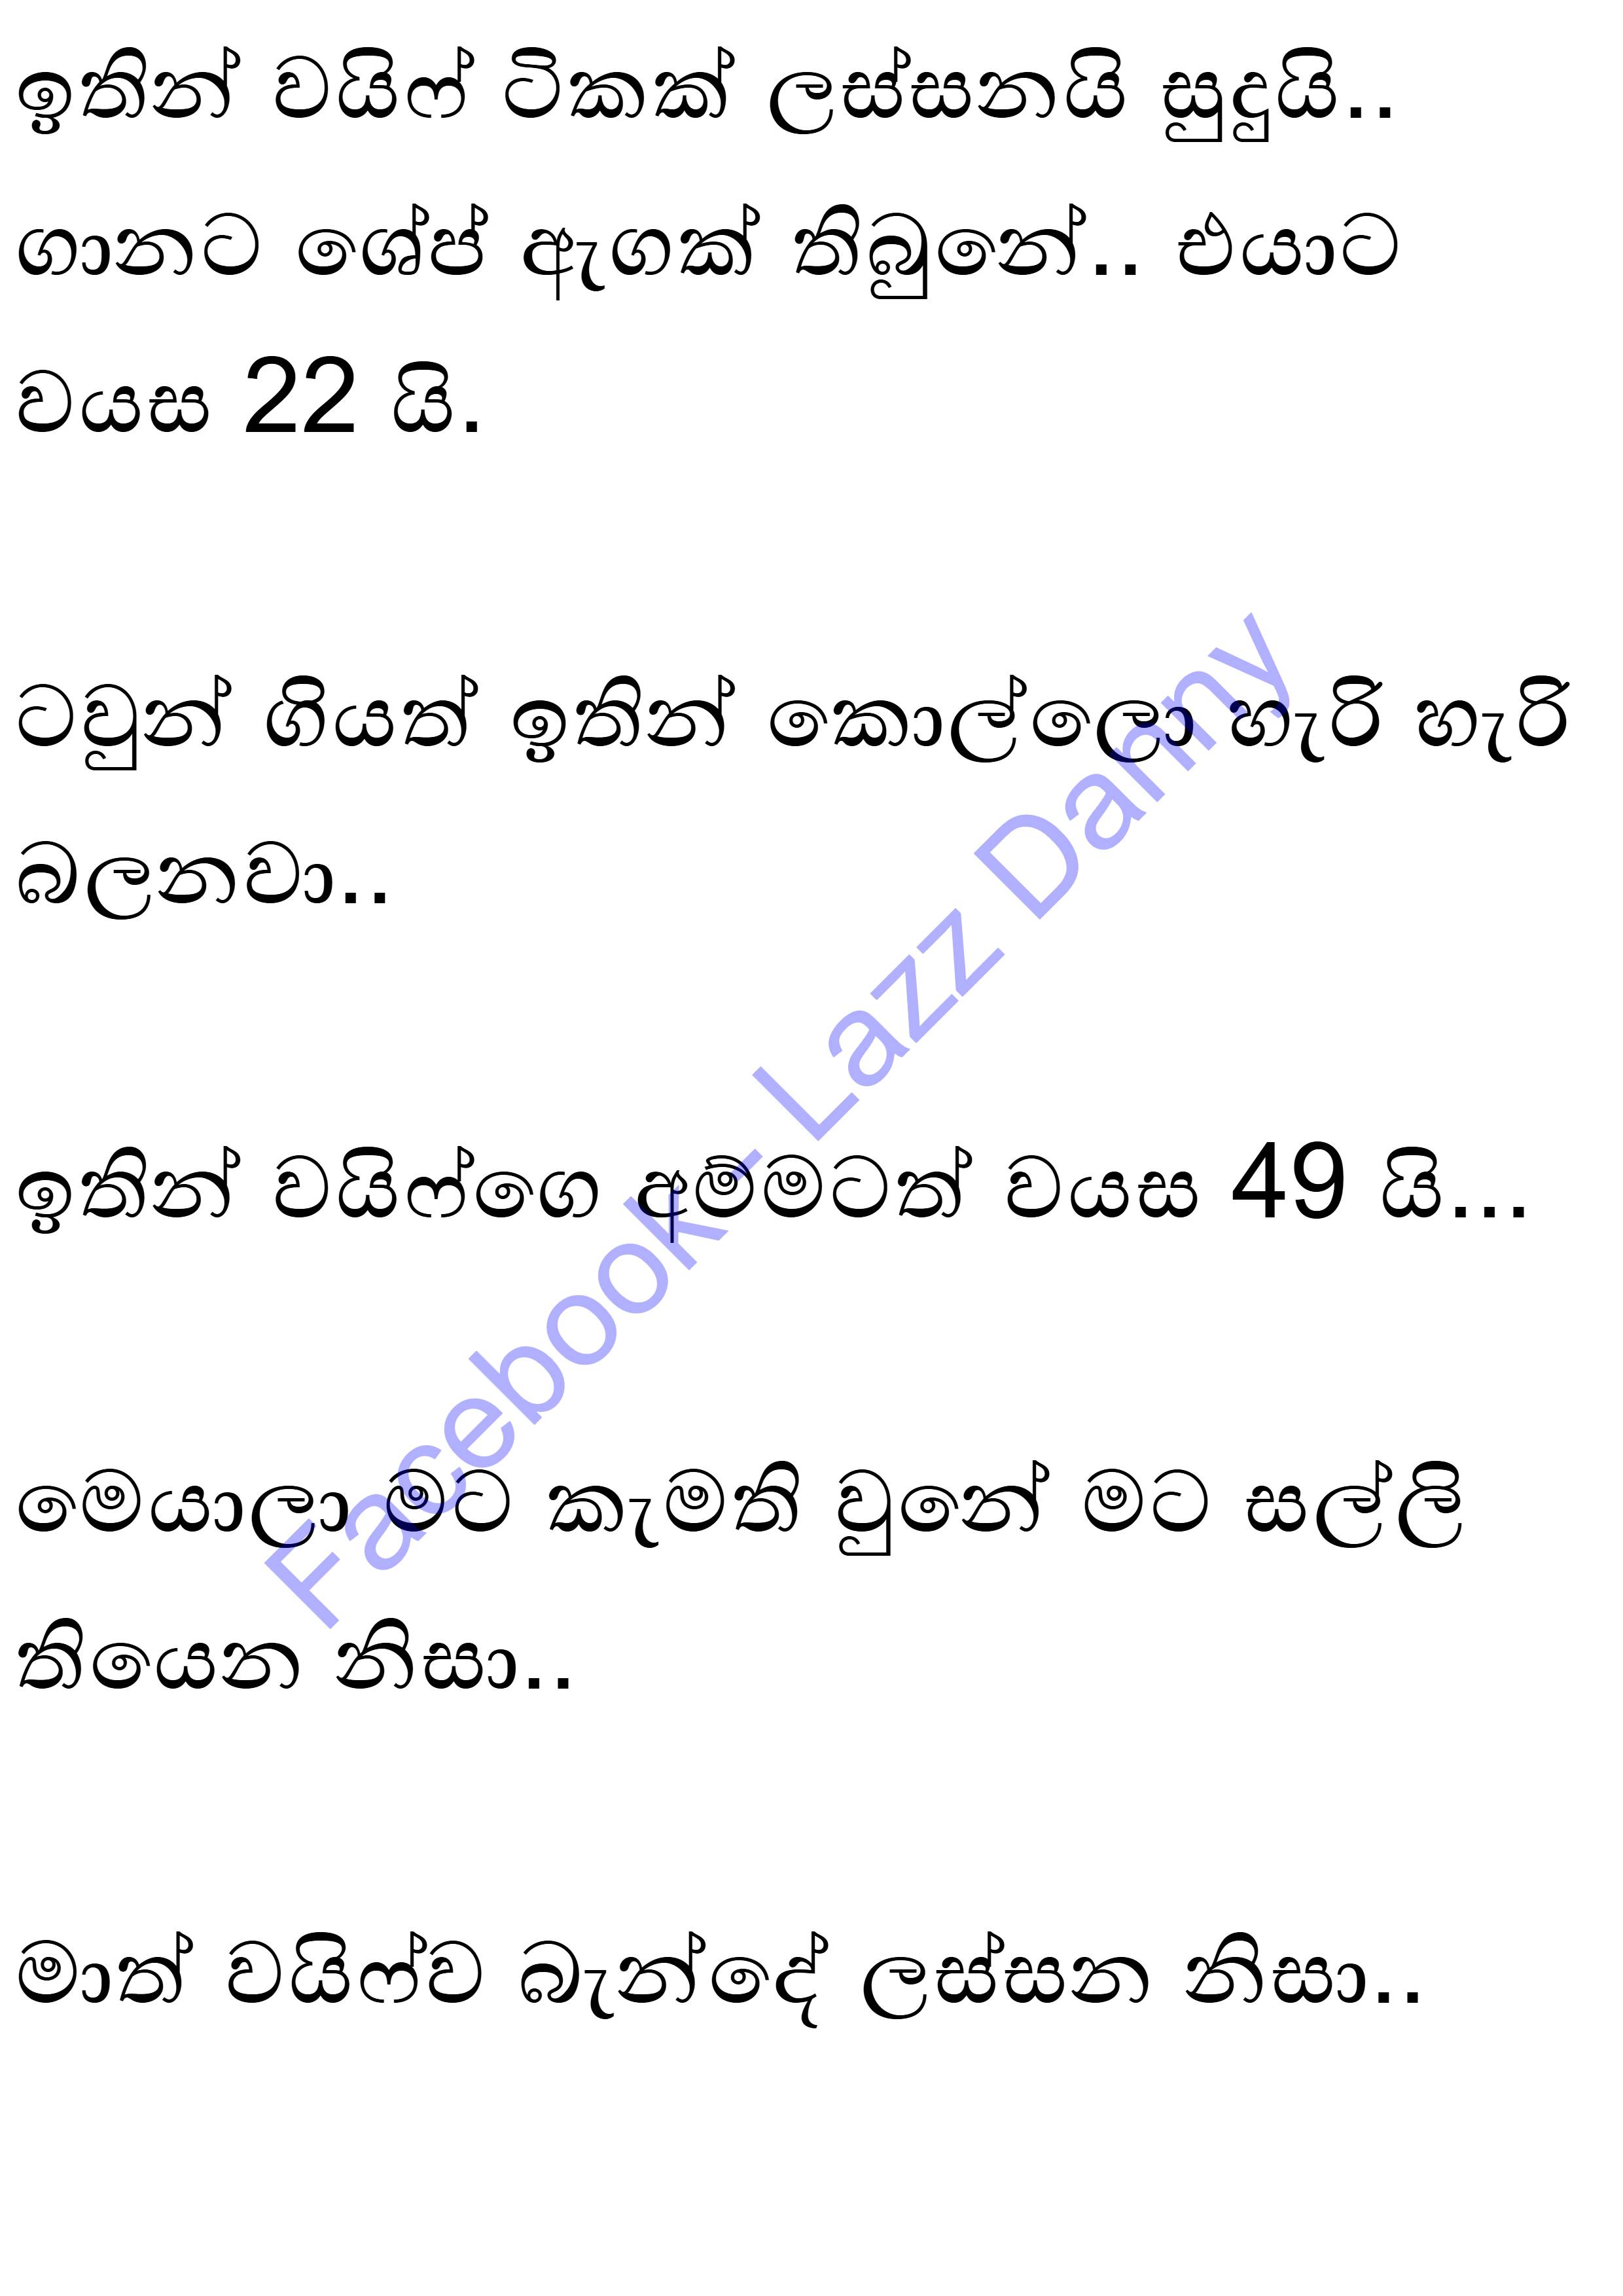 ඉතින් වයිෆ් ටිකක් ලස්සනයි සුදුයි..
ගානට ශේප් ඇගක් තිබුනේ.. එයාට
වයස 22 යි.
ටවුන් ගියත් ඉතින් කොල්ලො හැරි හැරි
බලනවා..
ඉතින් වයිෆ්ගෙ අම්මටත් වයස 49 යි...
මෙයාලා මට කැමති වුනේ මට සල්ලි
තියෙන නිසා..
මාත් වයිෆ්ව බැන්දේ ලස්සන නිසා..
Facebook - Lazz Danny